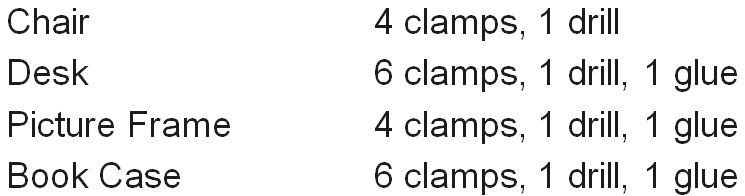 Chair 4 clamps, 1 drill
Desk 6 clamps, 1 drill, 1 glue
Picture Frame 4 clamps, 1 drill, 1 glue
Book Case 6 clamps, 1 drill, 1 glue